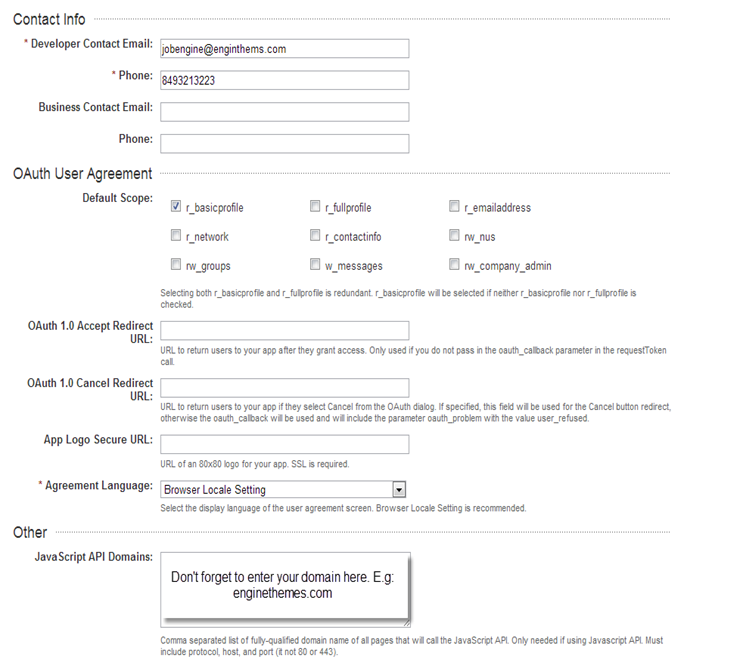 Contact Info
* Developer Contact Email:
jobengine@enginthems.com
* Phone:
8493213223
Business Contact Email:
Phone:
OAuth User Agreement
Default Scope:
r_basicprofile r_fullprofile r_emailaddress
r_network r_contactinfo rw_nus
rw_groups w_messages rw_company_admin
Selecting both r_basicprofile and r_fullprofile is redundant. r_basicprofile will be selected if neither r_basicprofile nor r_fullprofile is
checked.
OAuth 1.0 Accept Redirect
URL:
URL to return users to your app after they grant access. Only used if you do not pass in the oauth_callback parameter in the requestToken
call.
OAuth 1.0 Cancel Redirect
URL:
URL to return users to your app if they select Cancel from the OAuth dialog. If specified, this field will be used for the Cancel button redirect,
otherwise the oauth_callback will be used and will include the parameter oauth_problem with the value user_refused.
App Logo Secure URL:
URL of an 80x80 logo for your app. SSL is required.
* Agreement Language:
Browser Locale Setting
Select the display language of the user agreement screen. Browser Locale Setting is recommended.
Other
JavaScript API Domains:
Don't forget to enter your domain here. E.g:
enginethemes.com
Comma separated list of fully-qualified domain name of all pages that will call the JavaScript API. Only needed if using Javascript API. Must
include protocol, host, and port (it not 80 or 443).